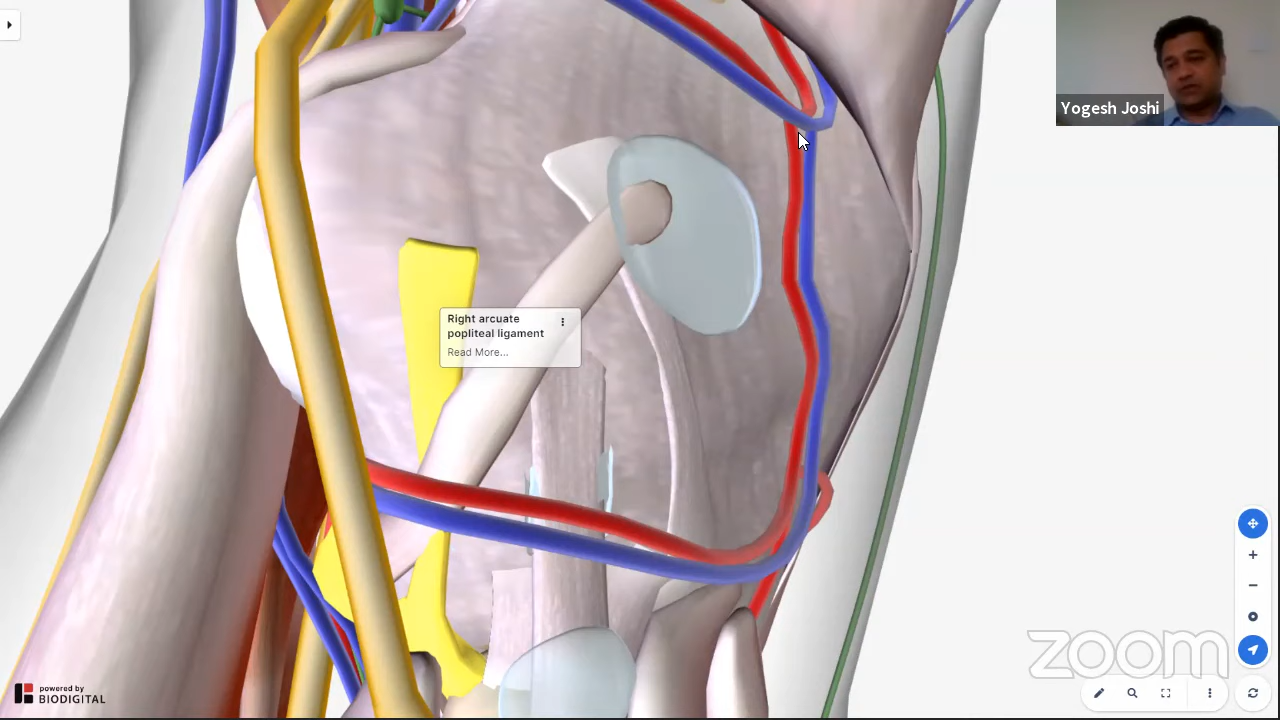 Yogesh Joshi
Right arcuate
popliteal ligament
Read More...
zoom
powered by
BIODIGITAL